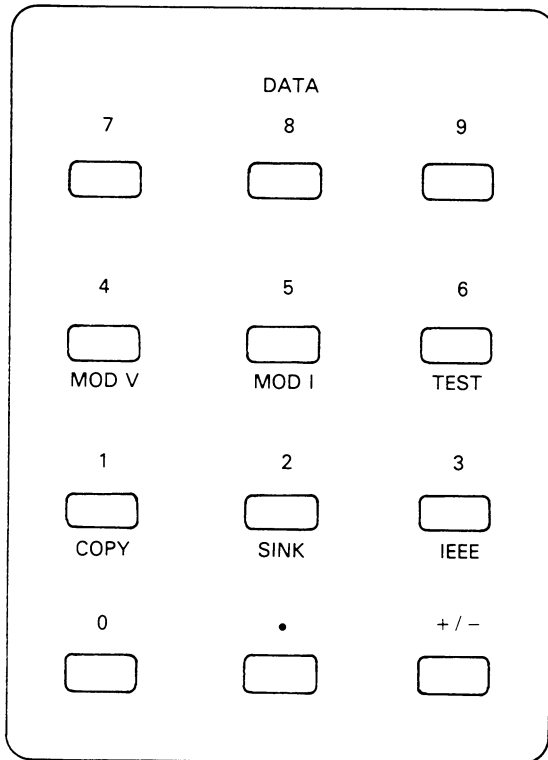 DATA
7 8 9
4 5 6
MOD V MOD I TEST
1 2 3
COPY SINK IEEE
0 • + / −